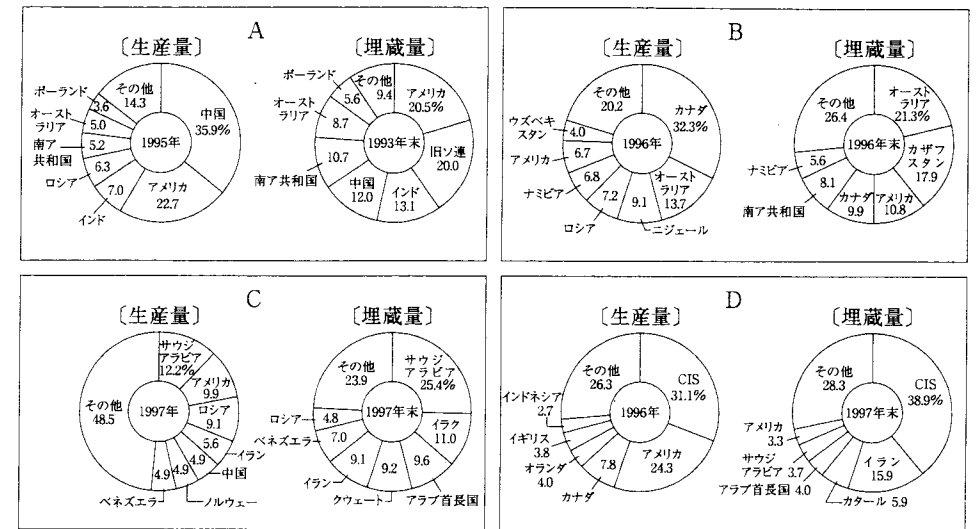 A
〔生産量〕
中国
35.9%
アメリカ
22.7
インド
7.0
ロシア
6.3
南ア
共和国
5.2
オースト
ラリア
5.0
ポーランド
3.6
その他
14.3
1995年
〔埋蔵量〕
アメリカ
20.5%
旧ソ連
20.0
インド
13.1
中国
12.0
南ア共和国
10.7
オースト
ラリア
8.7
ポーランド
5.6
その他
9.4
1993年末
B
〔生産量〕
カナダ
32.3%
オースト
ラリア
13.7
ニジェール
9.1
ロシア
7.2
ナミビア
6.8
アメリカ
6.7
ウズベキ
スタン
4.0
その他
20.2
1996年
〔埋蔵量〕
オースト
ラリア
21.3%
カザフ
スタン
17.9
アメリカ
10.8
カナダ
9.9
南ア共和国
8.1
ナミビア
5.6
その他
26.4
1996年末
C
〔生産量〕
サウジ
アラビア
12.2%
アメリカ
9.9
ロシア
9.1
イラン
5.6
中国
4.9
ノルウェー
4.9
ベネズエラ
4.9
その他
48.5
1997年
〔埋蔵量〕
サウジ
アラビア
25.4%
イラク
11.0
アラブ首長国
9.6
クウェート
9.2
イラン
9.1
ベネズエラ
7.0
ロシア
4.8
その他
23.9
1997年末
D
〔生産量〕
CIS
31.1%
アメリカ
24.3
カナダ
7.8
オランダ
4.0
イギリス
3.8
インドネシア
2.7
その他
26.3
1996年
〔埋蔵量〕
CIS
38.9%
イラン
15.9
カタール 5.9
アラブ首長国 4.0
サウジ
アラビア 3.7
アメリカ
3.3
その他
28.3
1997年末